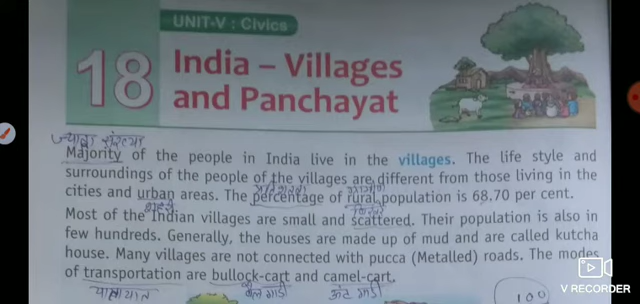 UNIT-V : Civics
18
India – Villages
and Panchayat
ज्यादा संख्या
Majority of the people in India live in the villages. The life style and
surroundings of the people of the villages are different from those living in the
प्रतिशत ग्रामीण
cities and urban areas. The percentage of rural population is 68.70 per cent.
शहरी
Most of the Indian villages are small and scattered. Their population is also in
few hundreds. Generally, the houses are made up of mud and are called kutcha
house. Many villages are not connected with pucca (Metalled) roads. The modes
of transportation are bullock-cart and camel-cart.
यातायात बैल गाड़ी ऊंट गाड़ी
100
V RECORDER